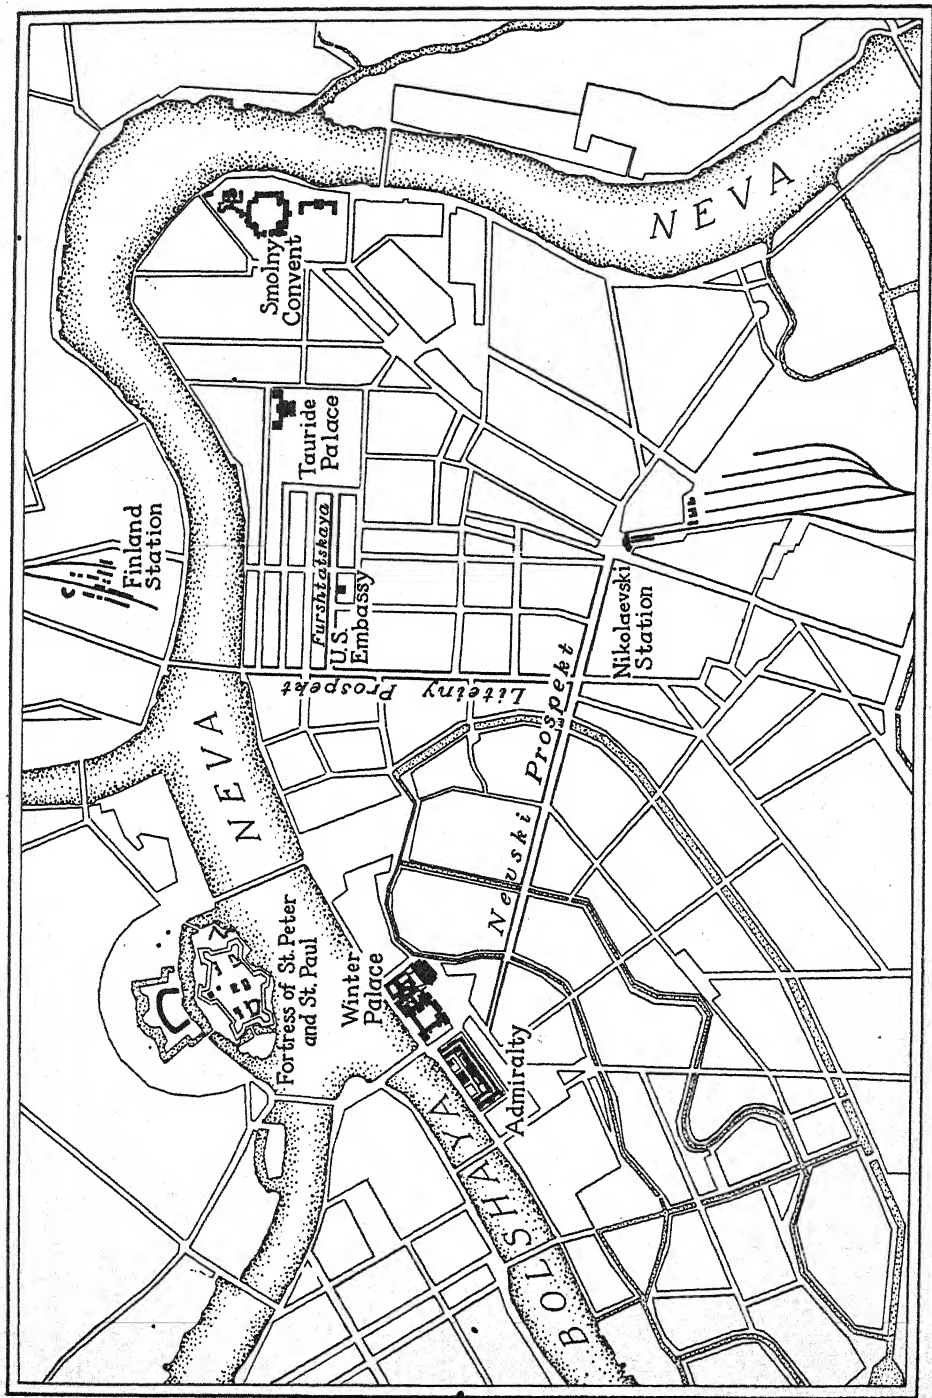 NEVA
Smolny
Convent
Tauride
Palace
Finland
Station
Furshtatskaya
U.S.
Embassy
Nikolaevski
Station
Liteiny Prospekt
Nevski Prospekt
NEVA
Fortress of St. Peter
and St. Paul
Winter
Palace
Admiralty
BOLSHAYA